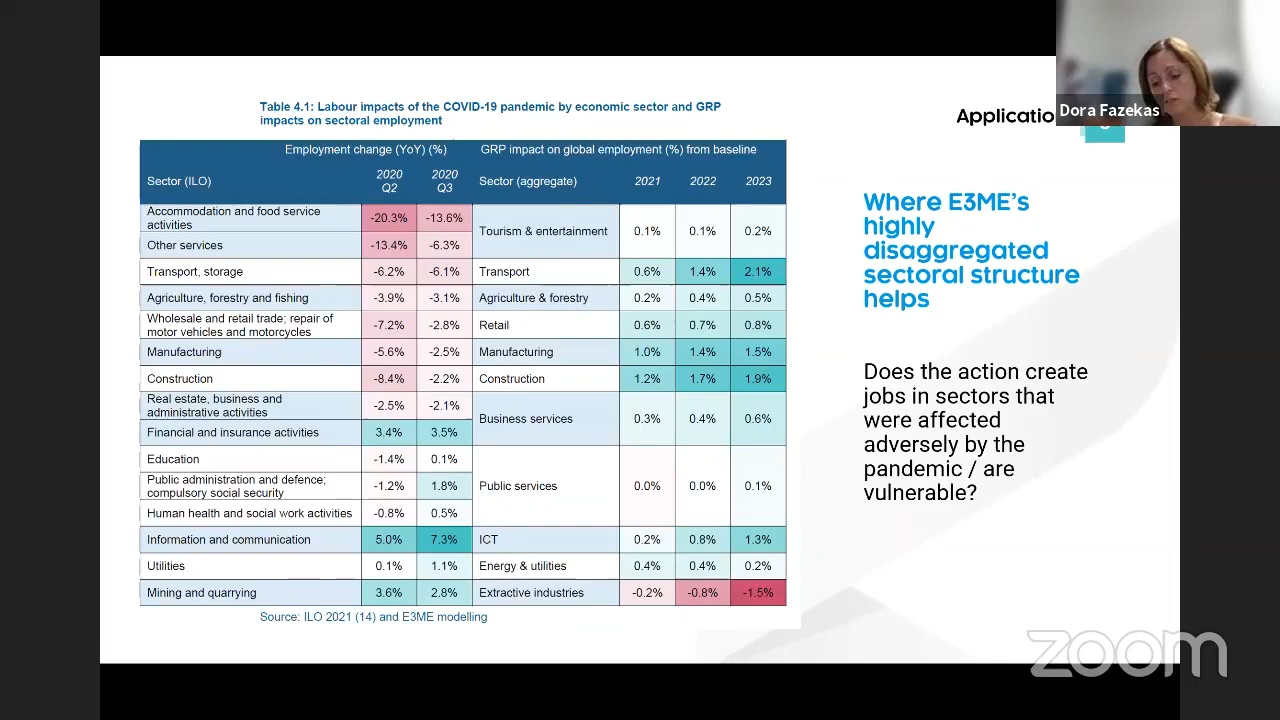 Table 4.1: Labour impacts of the COVID-19 pandemic by economic sector and GRP
impacts on sectoral employment
Employment change (YoY) (%) GRP impact on global employment (%) from baseline
Sector (ILO) 2020 Q2 2020 Q3 Sector (aggregate) 2021 2022 2023
Accommodation and food service
activities -20.3% -13.6%
Tourism & entertainment 0.1% 0.1% 0.2%
Other services -13.4% -6.3%
Transport, storage -6.2% -6.1% Transport 0.6% 1.4% 2.1%
Agriculture, forestry and fishing -3.9% -3.1% Agriculture & forestry 0.2% 0.4% 0.5%
Wholesale and retail trade; repair of
motor vehicles and motorcycles -7.2% -2.8% Retail 0.6% 0.7% 0.8%
Manufacturing -5.6% -2.5% Manufacturing 1.0% 1.4% 1.5%
Construction -8.4% -2.2% Construction 1.2% 1.7% 1.9%
Real estate, business and
administrative activities -2.5% -2.1%
Business services 0.3% 0.4% 0.6%
Financial and insurance activities 3.4% 3.5%
Education -1.4% 0.1%
Public administration and defence;
compulsory social security -1.2% 1.8%
Public services 0.0% 0.0% 0.1%
Human health and social work activities -0.8% 0.5%
Information and communication 5.0% 7.3% ICT 0.2% 0.8% 1.3%
Utilities 0.1% 1.1% Energy & utilities 0.4% 0.4% 0.2%
Mining and quarrying 3.6% 2.8% Extractive industries -0.2% -0.8% -1.5%
Source: ILO 2021 (14) and E3ME modelling
Applicatio
Dora Fazekas
Where E3ME's
highly
disaggregated
sectoral structure
helps
Does the action create
jobs in sectors that
were affected
adversely by the
pandemic / are
vulnerable?
zoom